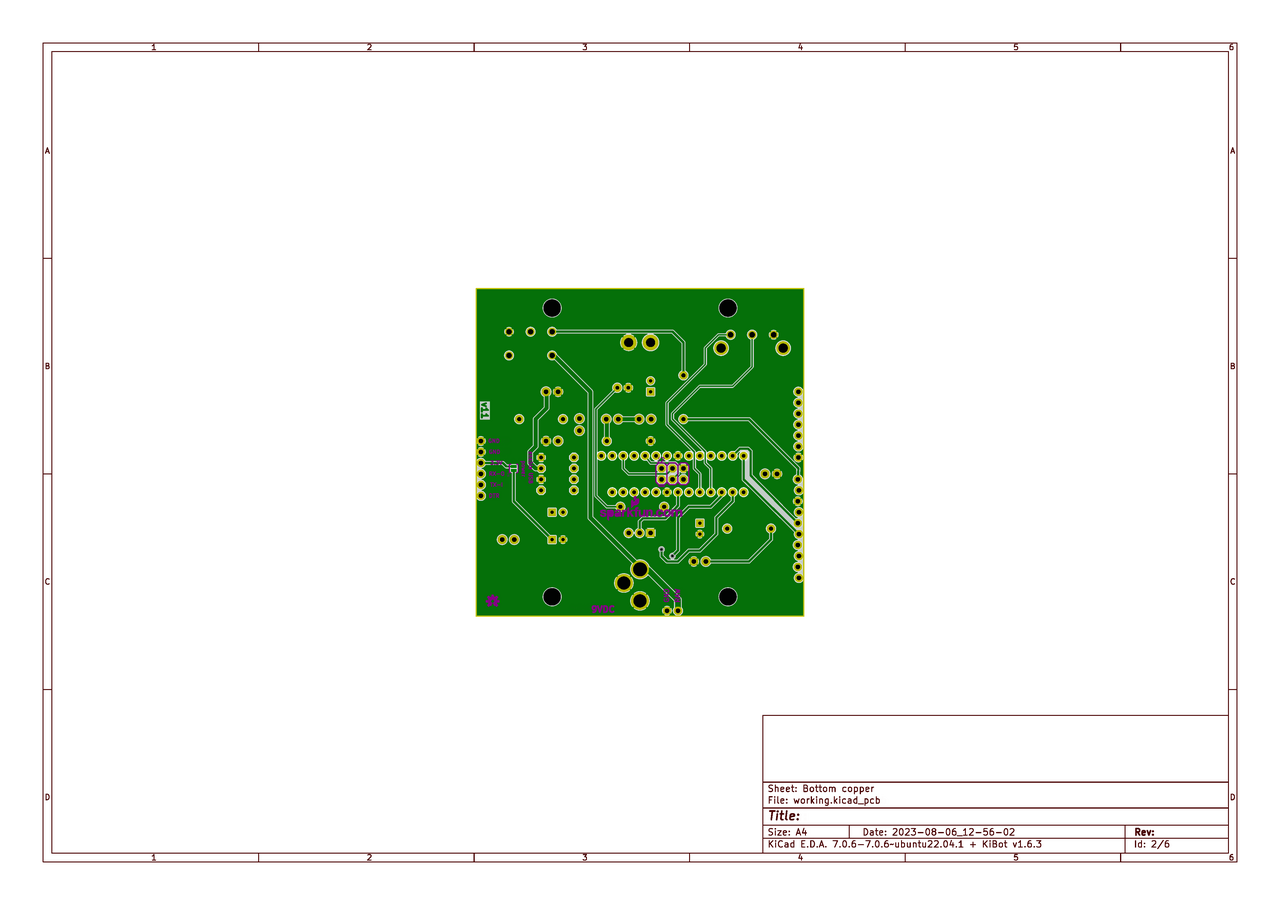 1 2 3 4 5 6
A A
B B
sparkfun.com
C C
9VDC
D D
Sheet: Bottom copper
File: working.kicad_pcb
Title:
Size: A4 Date: 2023-08-06_12-56-02 Rev:
KiCad E.D.A. 7.0.6-7.0.6~ubuntu22.04.1 + KiBot v1.6.3 Id: 2/6
1 2 3 4 5 6